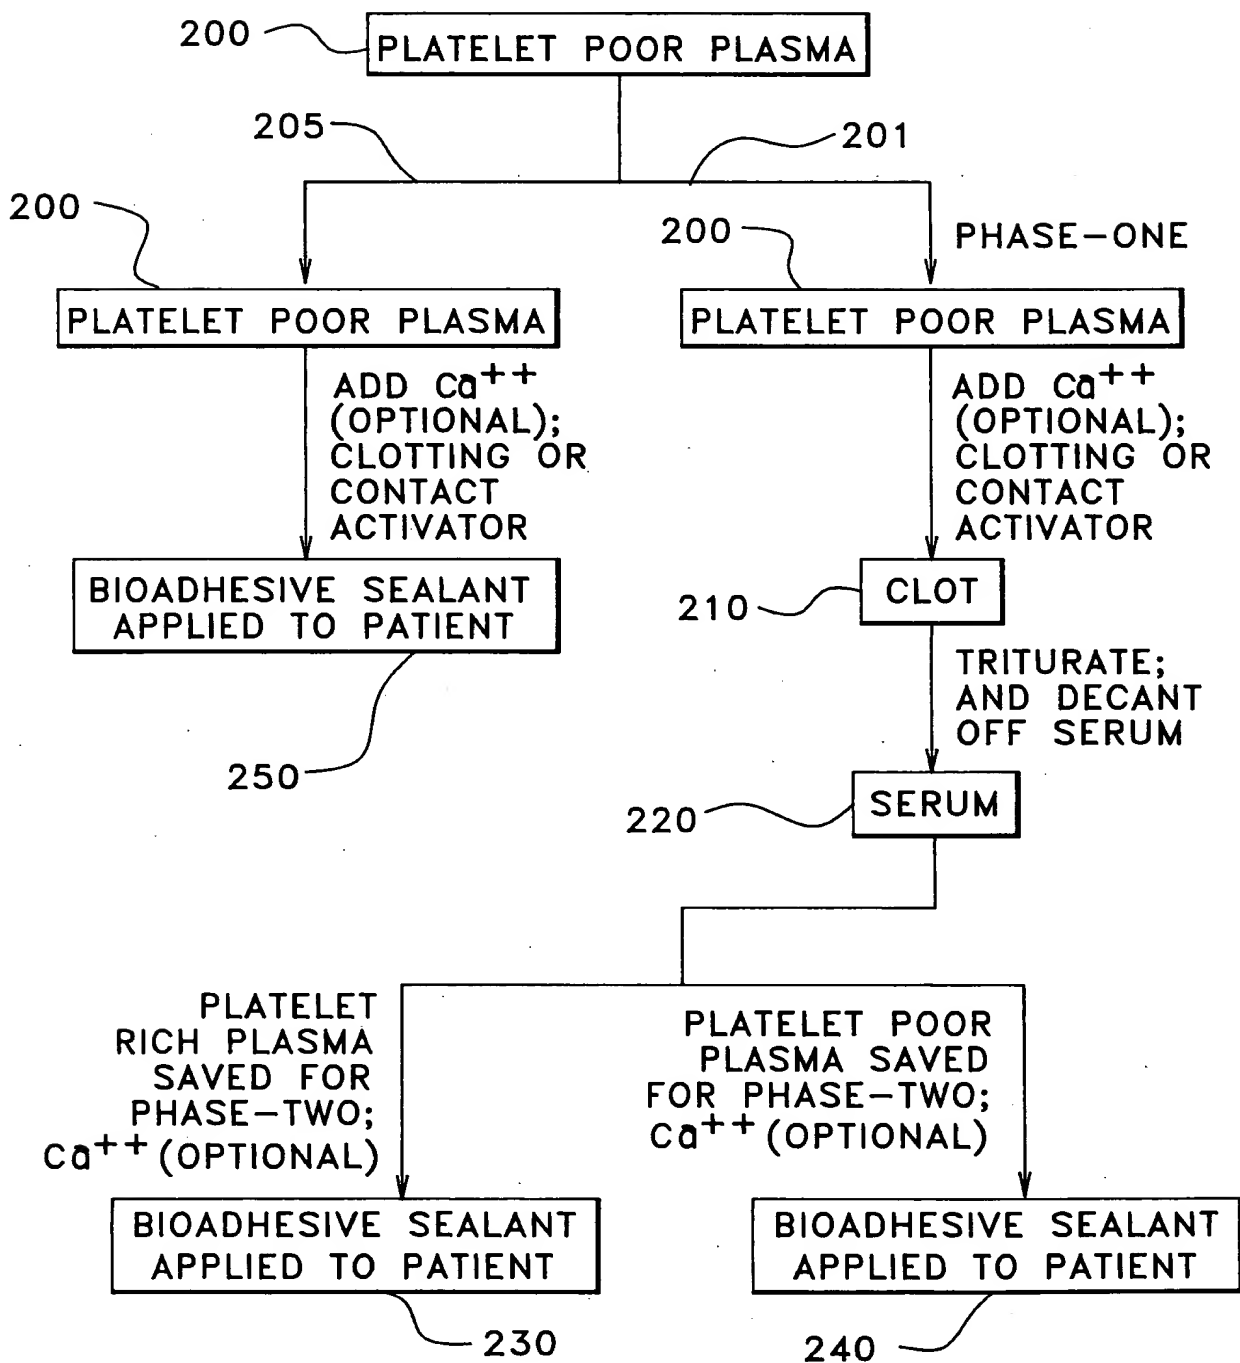 200
PLATELET POOR PLASMA
205
201
200
200
PHASE-ONE
PLATELET POOR PLASMA
PLATELET POOR PLASMA
ADD Ca++
(OPTIONAL);
CLOTTING OR
CONTACT
ACTIVATOR
ADD Ca++
(OPTIONAL);
CLOTTING OR
CONTACT
ACTIVATOR
BIOADHESIVE SEALANT
APPLIED TO PATIENT
250
210
CLOT
TRITURATE;
AND DECANT
OFF SERUM
220
SERUM
PLATELET
RICH PLASMA
SAVED FOR
PHASE-TWO;
Ca++ (OPTIONAL)
PLATELET POOR
PLASMA SAVED
FOR PHASE-TWO;
Ca++ (OPTIONAL)
BIOADHESIVE SEALANT
APPLIED TO PATIENT
230
BIOADHESIVE SEALANT
APPLIED TO PATIENT
240